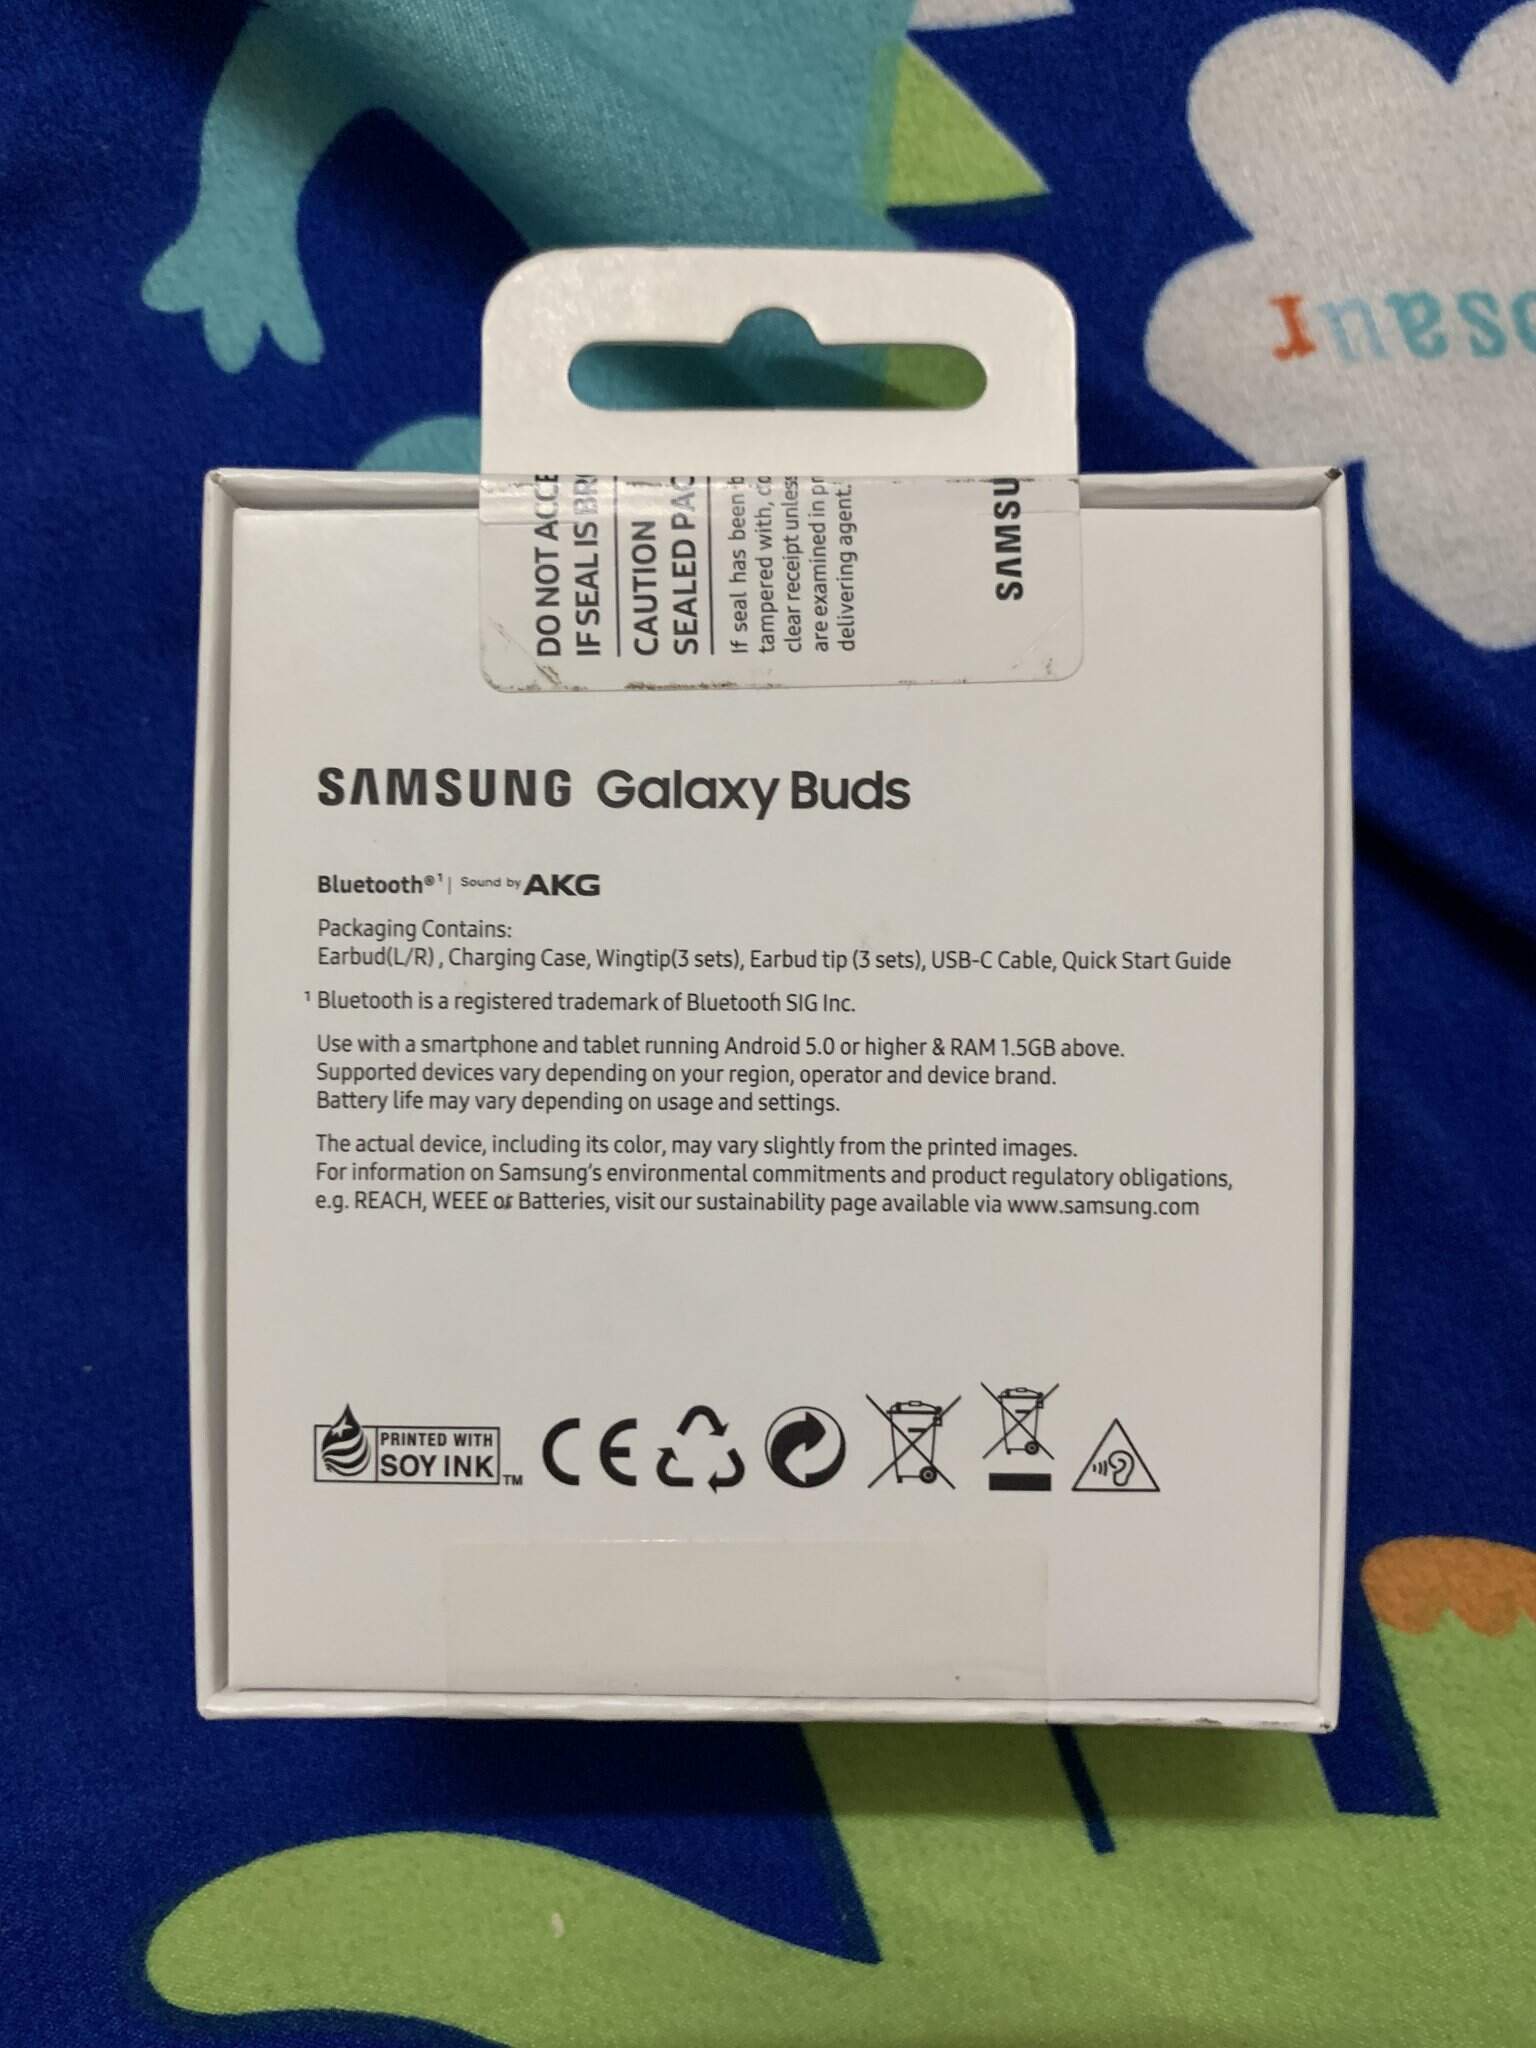 osaur
DO NOT ACCE
IF SEAL IS BR
CAUTION
SEALED PAC
If seal has been b
tampered with, co
clear receipt unless
are examined in pr
delivering agent.
SAMSU
SAMSUNG Galaxy Buds
Bluetooth®¹ | Sound by AKG
Packaging Contains:
Earbud(L/R) , Charging Case, Wingtip(3 sets), Earbud tip (3 sets), USB-C Cable, Quick Start Guide
¹ Bluetooth is a registered trademark of Bluetooth SIG Inc.
Use with a smartphone and tablet running Android 5.0 or higher & RAM 1.5GB above.
Supported devices vary depending on your region, operator and device brand.
Battery life may vary depending on usage and settings.
The actual device, including its color, may vary slightly from the printed images.
For information on Samsung's environmental commitments and product regulatory obligations,
e.g. REACH, WEEE or Batteries, visit our sustainability page available via www.samsung.com
PRINTED WITH
SOY INK™
CE